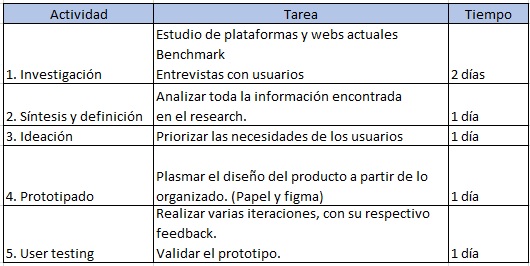 Actividad Tarea Tiempo
Estudio de plataformas y webs actuales
Benchmark
1. Investigación Entrevistas con usuarios 2 días
Analizar toda la información encontrada
2. Síntesis y definición en el research. 1 día
3. Ideación Priorizar las necesidades de los usuarios 1 día
Plasmar el diseño del producto a partir de lo
4. Prototipado organizado. (Papel y figma) 1 día
Realizar varias iteraciones, con su respectivo
feedback.
5. User testing Validar el prototipo. 1 día